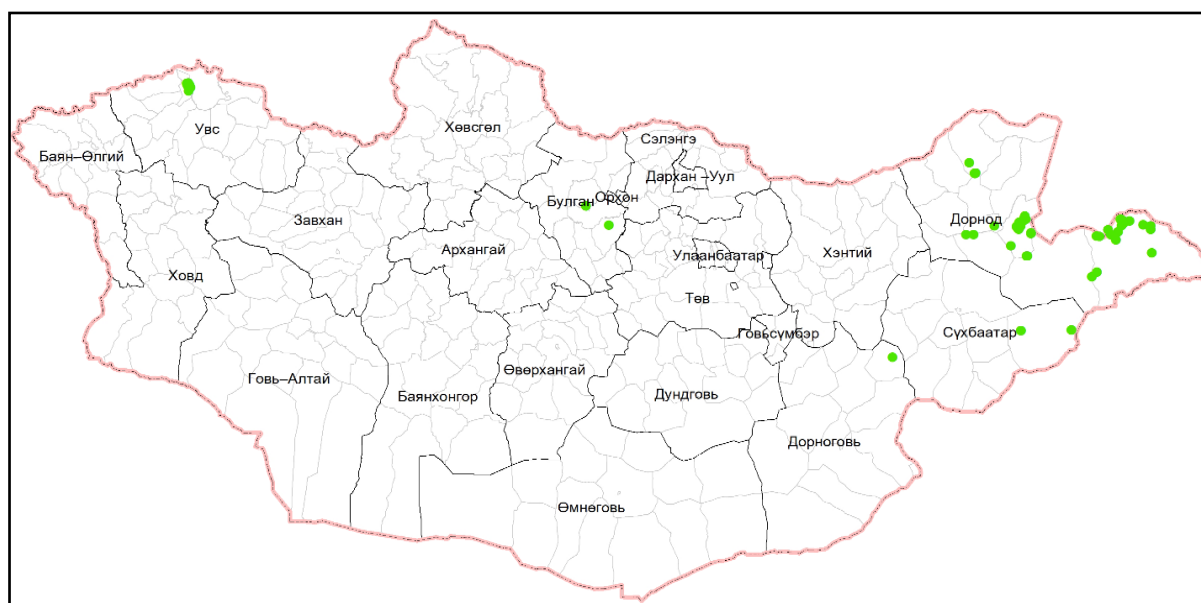 Увс
Хөвсгөл
Сэлэнгэ
Баян–Өлгий
Дархан –Уул
Орхон
Булган
Завхан
Дорнод
Архангай
Улаанбаатар
Хэнтий
Ховд
Төв
Говьсүмбэр
Сүхбаатар
Говь–Алтай
Өвөрхангай
Баянхонгор
Дундговь
Дорноговь
Өмнөговь